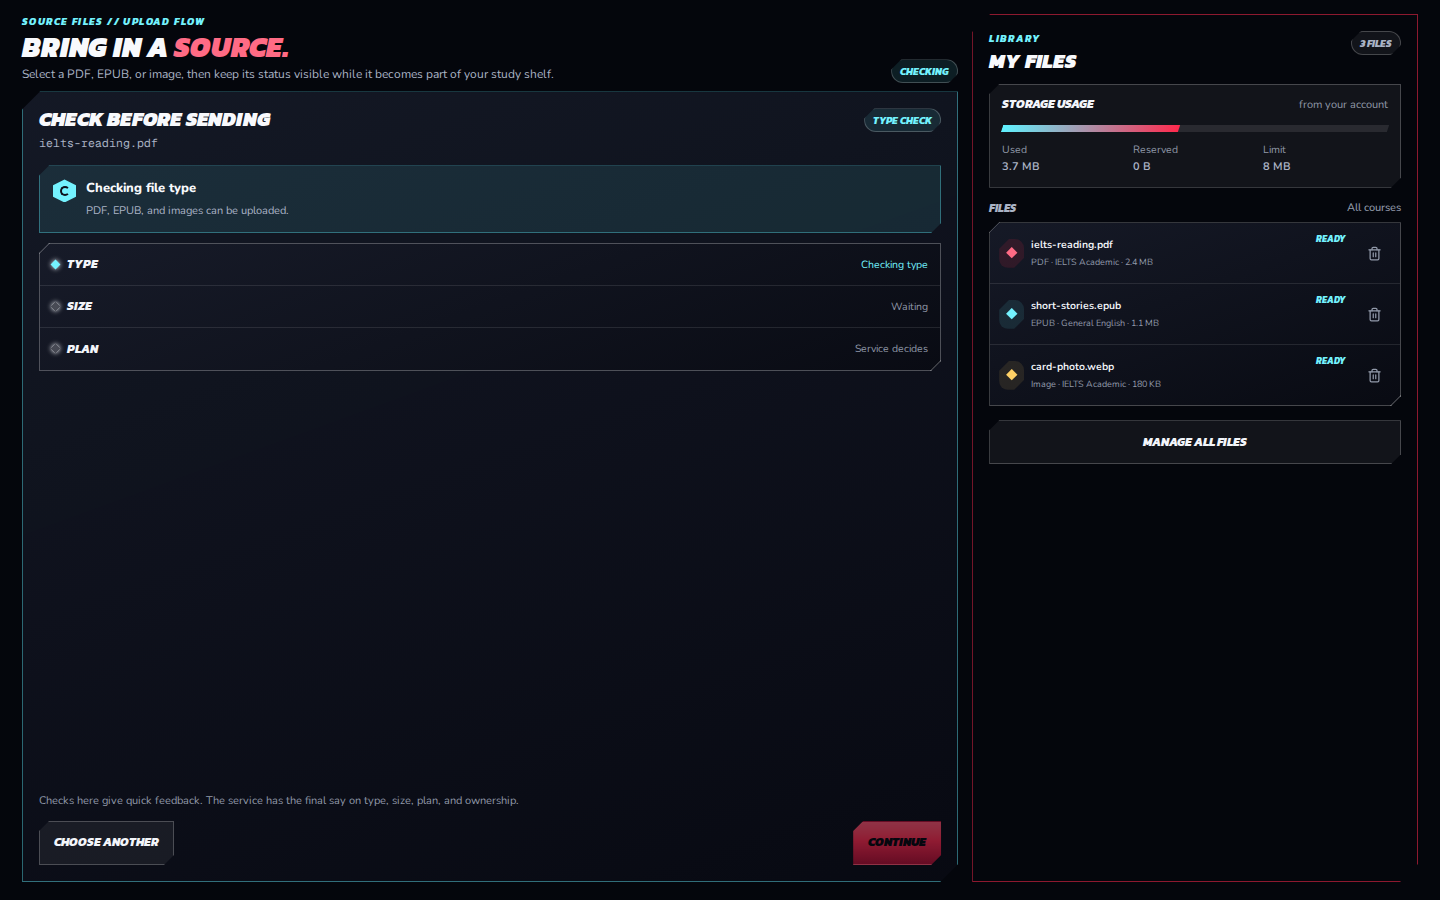 SOURCE FILES // UPLOAD FLOW
BRING IN A SOURCE.
Select a PDF, EPUB, or image, then keep its status visible while it becomes part of your study shelf.
CHECKING
CHECK BEFORE SENDING
ielts-reading.pdf
TYPE CHECK
C
Checking file type
PDF, EPUB, and images can be uploaded.
TYPE
Checking type
SIZE
Waiting
PLAN
Service decides
Checks here give quick feedback. The service has the final say on type, size, plan, and ownership.
CHOOSE ANOTHER
CONTINUE
LIBRARY
MY FILES
3 FILES
STORAGE USAGE
from your account
Used
Reserved
Limit
3.7 MB
0 B
8 MB
FILES
All courses
ielts-reading.pdf
PDF · IELTS Academic · 2.4 MB
READY
short-stories.epub
EPUB · General English · 1.1 MB
READY
card-photo.webp
Image · IELTS Academic · 180 KB
READY
MANAGE ALL FILES